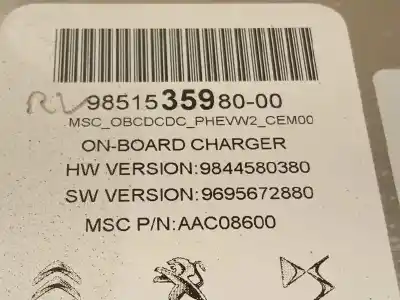 RV 9851535980-00
MSC_OBCDCDC_PHEVW2_CEM00
ON-BOARD CHARGER
HW VERSION:9844580380
SW VERSION:9695672880
MSC P/N:AAC08600